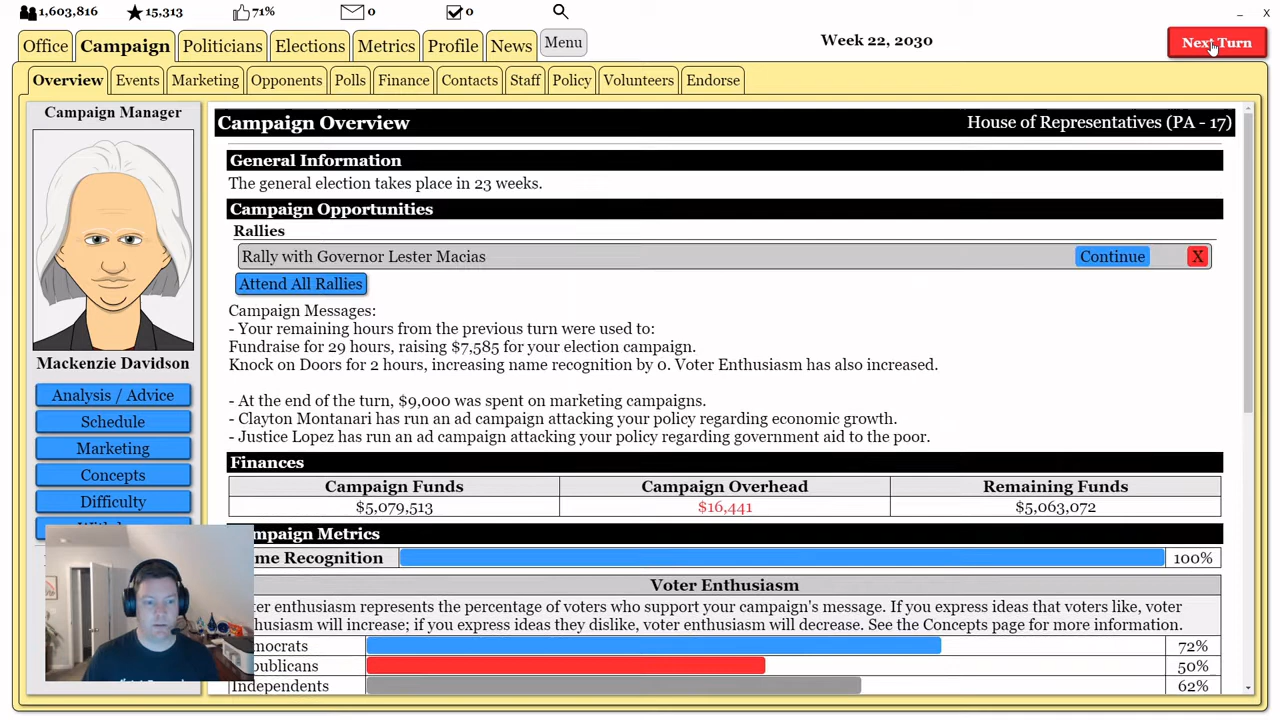 1,603,816 15,313 71% 0 0
_ X
Office Campaign Politicians Elections Metrics Profile News Menu Week 22, 2030 Next Turn
Overview Events Marketing Opponents Polls Finance Contacts Staff Policy Volunteers Endorse
Campaign Manager
Mackenzie Davidson
Analysis / Advice
Schedule
Marketing
Concepts
Difficulty
Campaign Overview House of Representatives (PA - 17)
General Information
The general election takes place in 23 weeks.
Campaign Opportunities
Rallies
Rally with Governor Lester Macias Continue X
Attend All Rallies
Campaign Messages:
- Your remaining hours from the previous turn were used to:
Fundraise for 29 hours, raising $7,585 for your election campaign.
Knock on Doors for 2 hours, increasing name recognition by 0. Voter Enthusiasm has also increased.
- At the end of the turn, $9,000 was spent on marketing campaigns.
- Clayton Montanari has run an ad campaign attacking your policy regarding economic growth.
- Justice Lopez has run an ad campaign attacking your policy regarding government aid to the poor.
Finances
Campaign Funds Campaign Overhead Remaining Funds
$5,079,513 $16,441 $5,063,072
mpaign Metrics
me Recognition 100%
Voter Enthusiasm
ter enthusiasm represents the percentage of voters who support your campaign's message. If you express ideas that voters like, voter
husiasm will increase; if you express ideas they dislike, voter enthusiasm will decrease. See the Concepts page for more information.
mocrats 72%
publicans 50%
Independents 62%